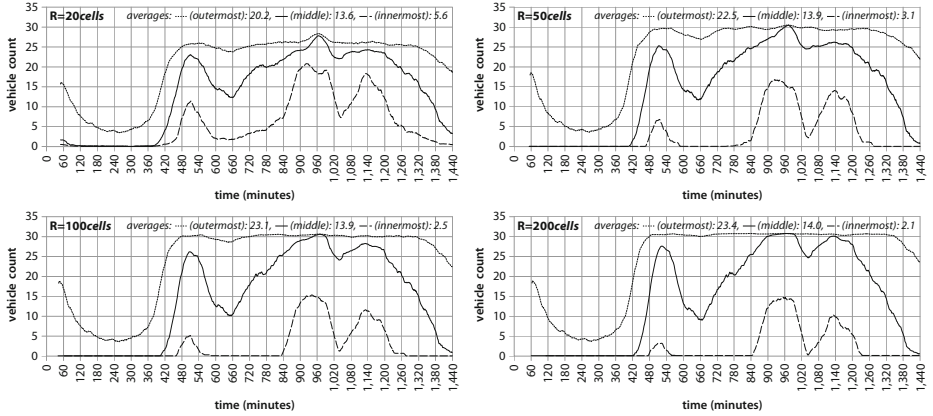 R=20cells averages: (outermost): 20.2, (middle): 13.6, (innermost): 5.6
vehicle count
35
30
25
20
15
10
5
0
0 60 120 180 240 300 360 420 480 540 600 660 720 780 840 900 960 1,020 1,080 1,140 1,200 1,260 1,320 1,380 1,440
time (minutes)
R=50cells averages: (outermost): 22.5, (middle): 13.9, (innermost): 3.1
vehicle count
35
30
25
20
15
10
5
0
0 60 120 180 240 300 360 420 480 540 600 660 720 780 840 900 960 1,020 1,080 1,140 1,200 1,260 1,320 1,380 1,440
time (minutes)
R=100cells averages: (outermost): 23.1, (middle): 13.9, (innermost): 2.5
vehicle count
35
30
25
20
15
10
5
0
0 60 120 180 240 300 360 420 480 540 600 660 720 780 840 900 960 1,020 1,080 1,140 1,200 1,260 1,320 1,380 1,440
time (minutes)
R=200cells averages: (outermost): 23.4, (middle): 14.0, (innermost): 2.1
vehicle count
35
30
25
20
15
10
5
0
0 60 120 180 240 300 360 420 480 540 600 660 720 780 840 900 960 1,020 1,080 1,140 1,200 1,260 1,320 1,380 1,440
time (minutes)